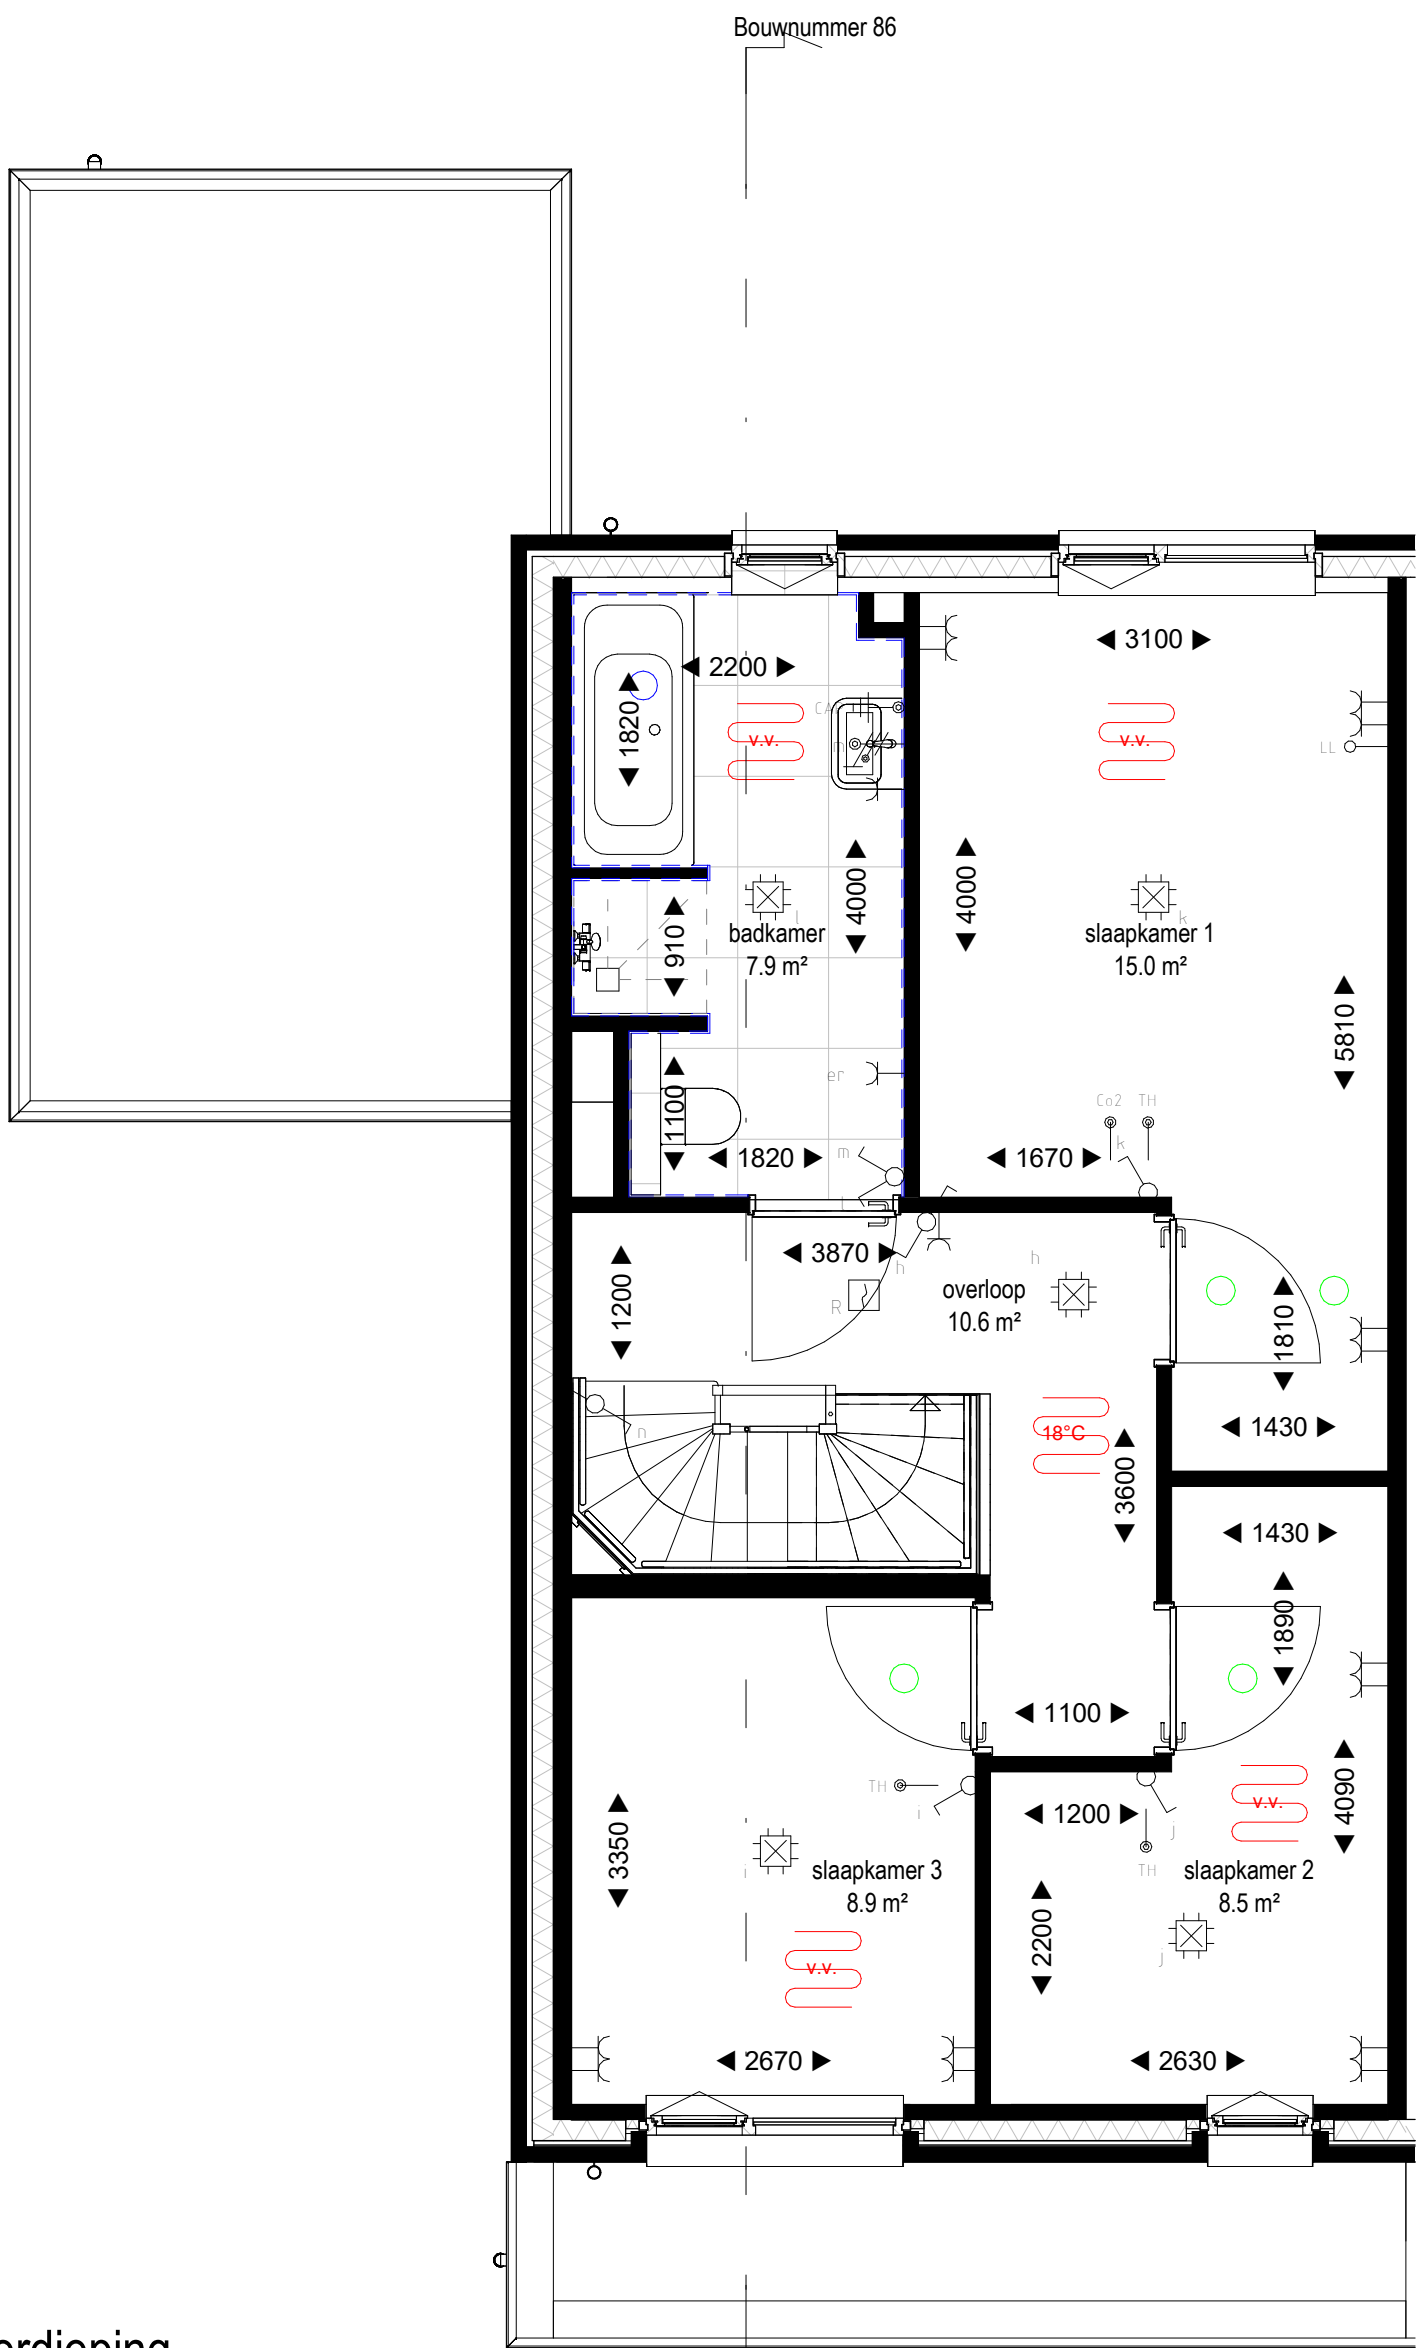 Bouwnummer 86
3100
2200
1820
v.v.
v.v.
LL
4000
4000
badkamer
7.9 m²
l
k
slaapkamer 1
15.0 m²
910
5810
er
Co2 TH
1100
1820
m
1670
k
3870
h
h
1200
R
overloop
10.6 m²
1810
n
18°C
1430
3600
1430
1890
1100
TH
i
1200
j
v.v.
4090
TH
3350
i
slaapkamer 3
8.9 m²
slaapkamer 2
8.5 m²
2200
j
v.v.
2670
2630